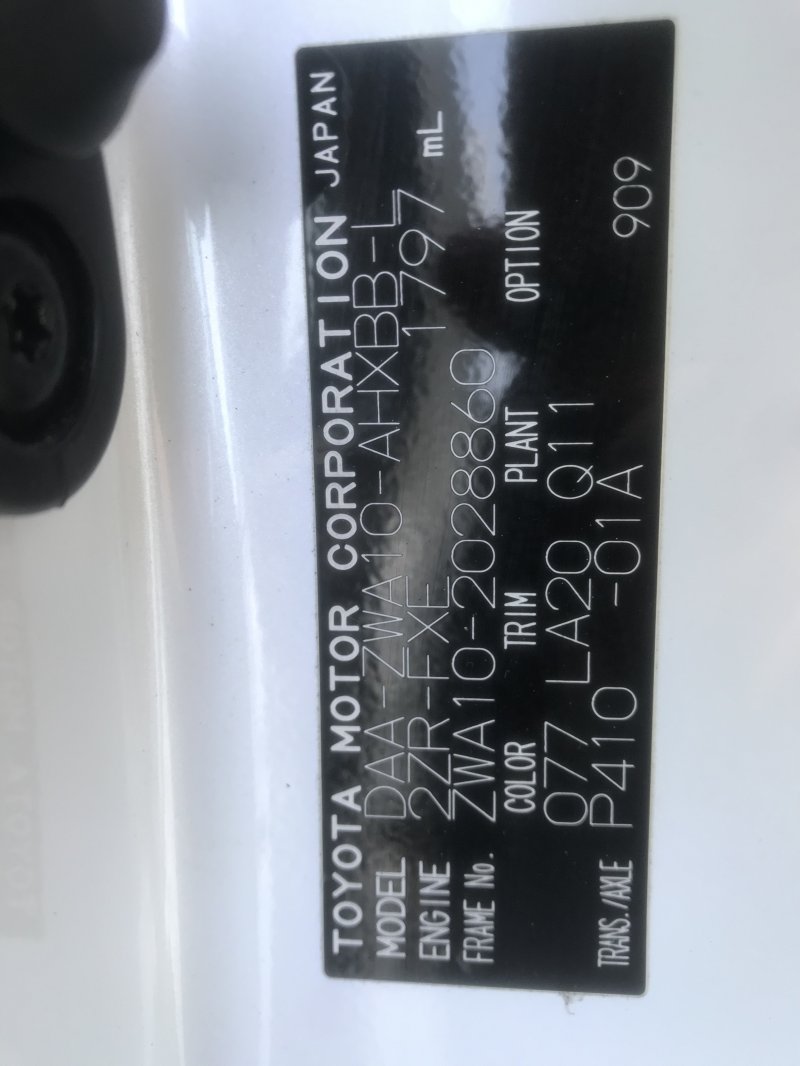 TOYOTA MOTOR CORPORATION JAPAN
MODEL DAA-ZWA10-AHXBB-L
ENGINE 2ZR-FXE 1797 mL
FRAME No. ZWA10-2028860
COLOR TRIM PLANT OPTION
077 LA20 Q11
TRANS./AXLE P410 -01A 909